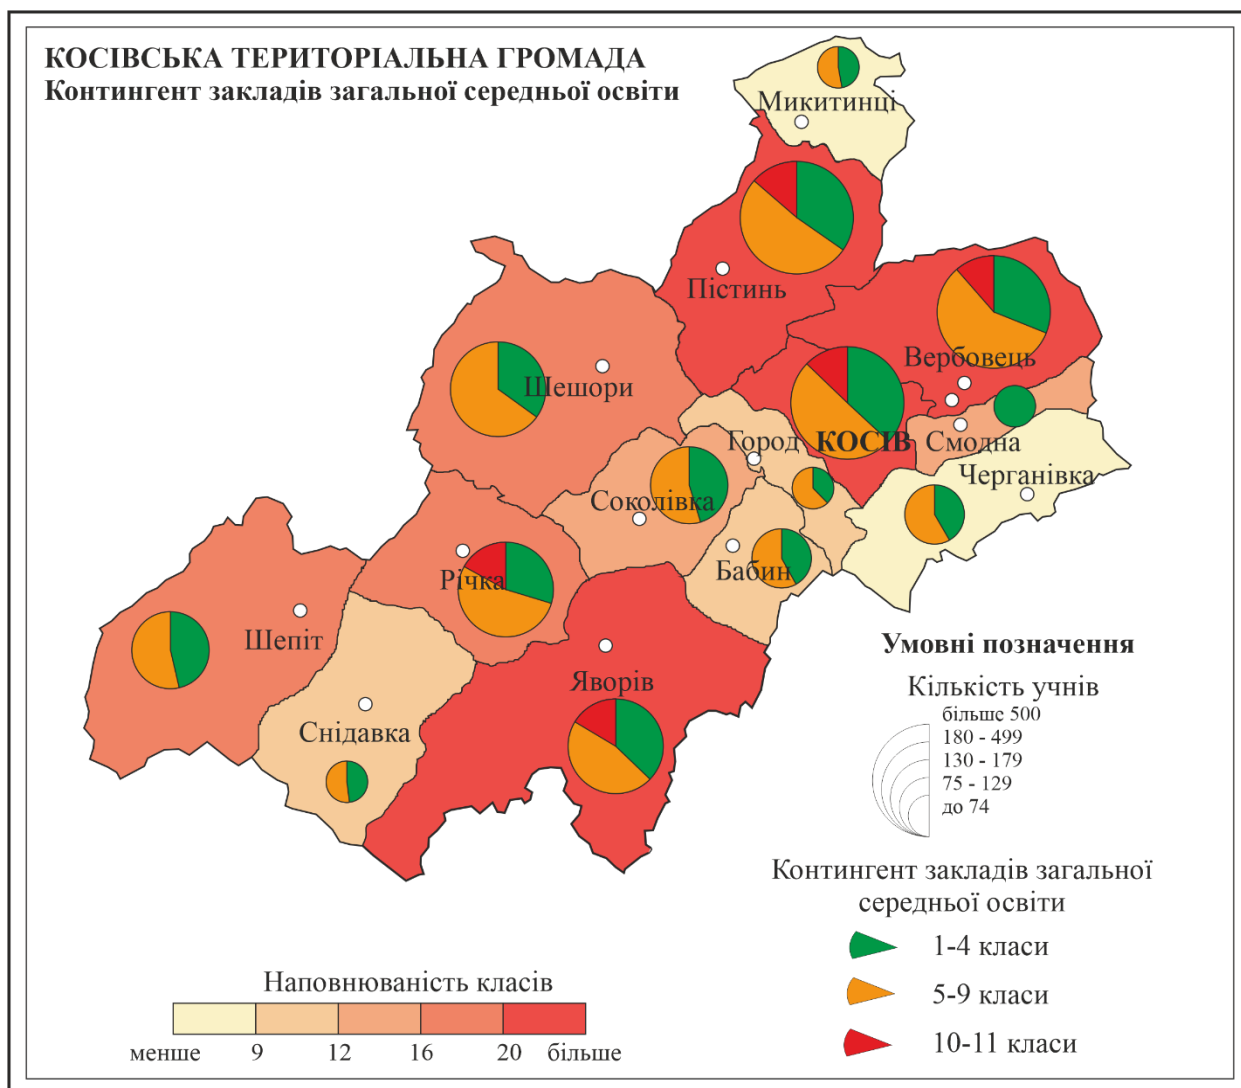 КОСІВСЬКА ТЕРИТОРІАЛЬНА ГРОМАДА
Контингент закладів загальної середньої освіти
Микитинці
Пістинь
Вербовець
Шешори
Город
КОСІВ
Смодна
Черганівка
Соколівка
Бабин
Річка
Шепіт
Яворів
Снідавка
Умовні позначення
Кількість учнів
більше 500
180 - 499
130 - 179
75 - 129
до 74
Контингент закладів загальної
середньої освіти
1-4 класи
5-9 класи
10-11 класи
Наповнюваність класів
менше 9 12 16 20 більше